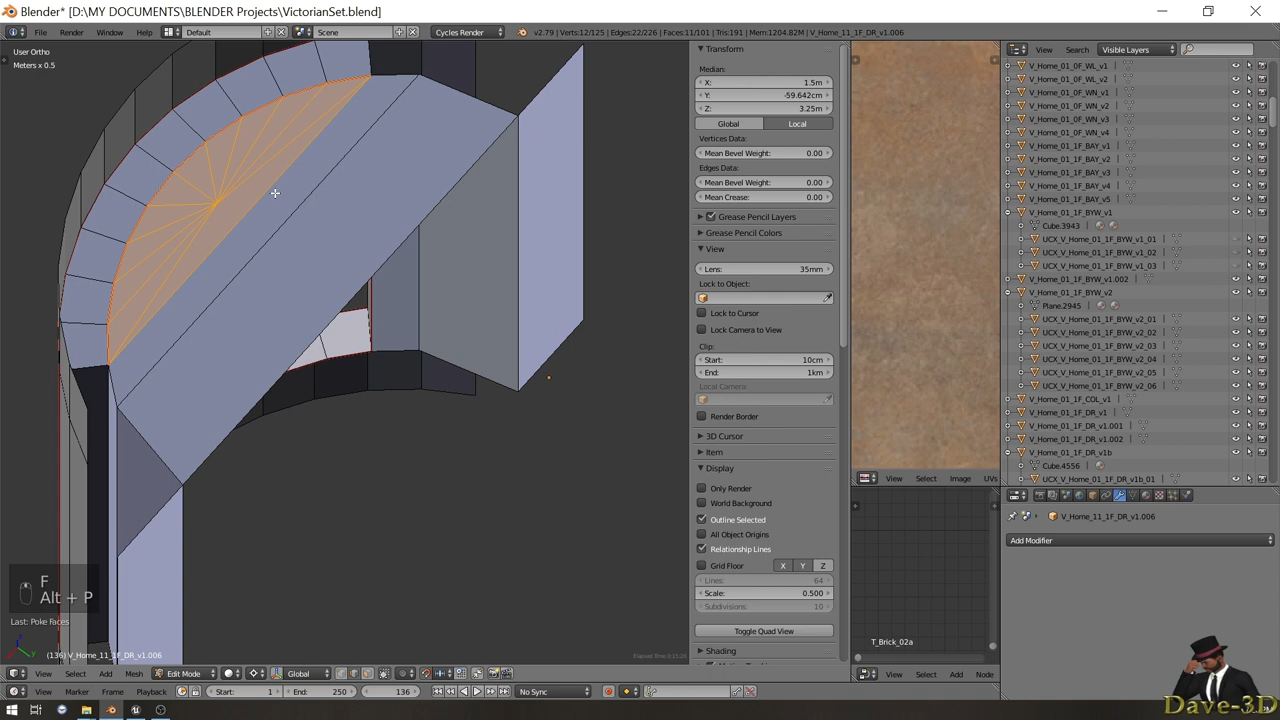 Blender* [D:\MY DOCUMENTS\BLENDER Projects\VictorianSet.blend]
File Render Window Help Default Scene Cycles Render v2.79 | Verts:12/125 | Edges:22/226 | Faces:11/101 | Tris:191 | Mem:1204.82M | V_Home_11_1F_DR_v1.006
User Ortho
Meters x 0.5
Transform
Median:
X: 1.5m
Y: -59.642cm
Z: 3.25m
Global Local
Vertices Data:
Mean Bevel Weight: 0.00
Edges Data:
Mean Bevel Weight: 0.00
Mean Crease: 0.00
Grease Pencil Layers
Grease Pencil Colors
View
Lens: 35mm
Lock to Object:
Lock to Cursor
Lock Camera to View
Clip:
Start: 10cm
End: 1km
Local Camera:
Render Border
3D Cursor
Item
Display
Only Render
World Background
Outline Selected
All Object Origins
Relationship Lines
Grid Floor X Y Z
Lines: 64
Scale: 0.500
Subdivisions: 10
Toggle Quad View
Shading
View Select Image UVs
T_Brick_02a
View Select Add Node
View Search Visible Layers
V_Home_01_0F_WL_v1
V_Home_01_0F_WL_v2
V_Home_01_0F_WN_v1
V_Home_01_0F_WN_v2
V_Home_01_0F_WN_v3
V_Home_01_0F_WN_v4
V_Home_01_1F_BAY_v1
V_Home_01_1F_BAY_v2
V_Home_01_1F_BAY_v3
V_Home_01_1F_BAY_v4
V_Home_01_1F_BAY_v5
V_Home_01_1F_BYW_v1
Cube.3943
UCX_V_Home_01_1F_BYW_v1_01
UCX_V_Home_01_1F_BYW_v1_02
UCX_V_Home_01_1F_BYW_v1_03
V_Home_01_1F_BYW_v1.002
V_Home_01_1F_BYW_v2
Plane.2945
UCX_V_Home_01_1F_BYW_v2_01
UCX_V_Home_01_1F_BYW_v2_02
UCX_V_Home_01_1F_BYW_v2_03
UCX_V_Home_01_1F_BYW_v2_04
UCX_V_Home_01_1F_BYW_v2_05
UCX_V_Home_01_1F_BYW_v2_06
V_Home_01_1F_COL_v1
V_Home_01_1F_DR_v1
V_Home_01_1F_DR_v1.001
V_Home_01_1F_DR_v1.002
V_Home_01_1F_DR_v1b
Cube.4556
UCX_V_Home_01_1F_DR_v1b_01
V_Home_11_1F_DR_v1.006
Add Modifier
F
Alt + P
Last: Poke Faces
(136) V_Home_11_1F_DR_v1.006
View Select Add Mesh Edit Mode Global
View Marker Frame Playback Start: 1 End: 250 136 No Sync
Dave-3D